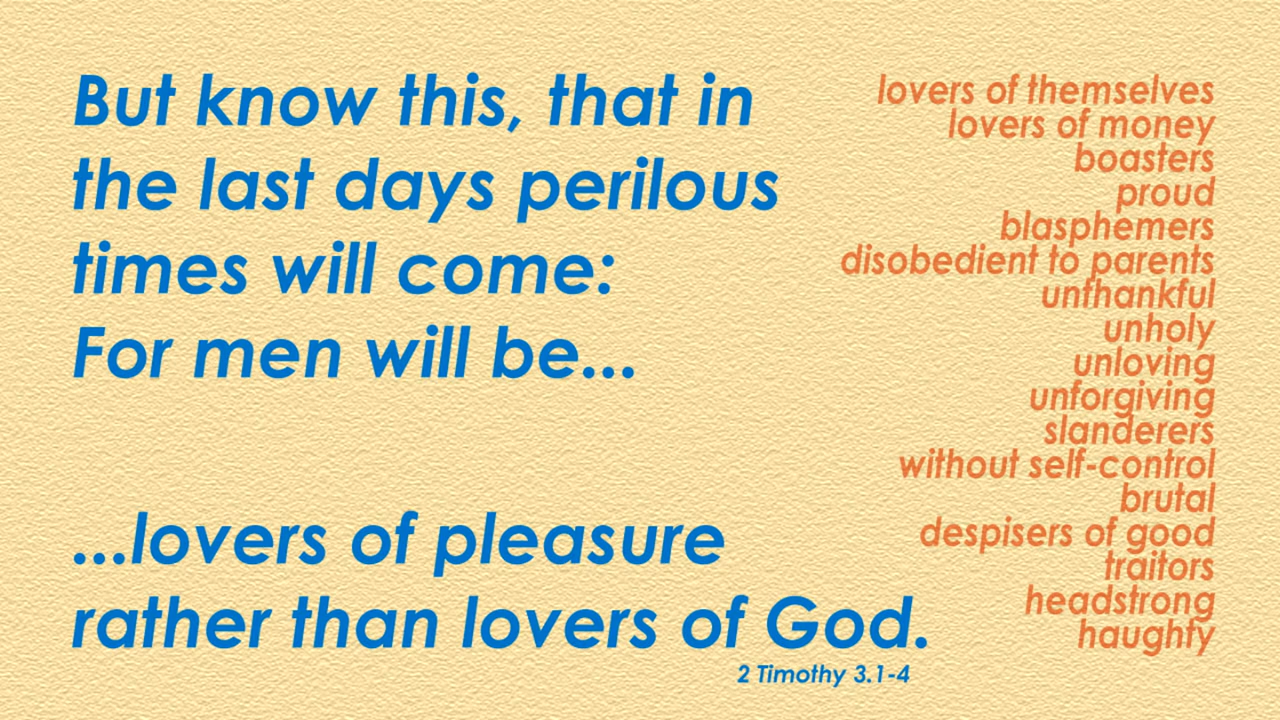 But know this, that in
the last days perilous
times will come:
For men will be...
lovers of themselves
lovers of money
boasters
proud
blasphemers
disobedient to parents
unthankful
unholy
unloving
unforgiving
slanderers
without self-control
brutal
despisers of good
traitors
headstrong
haughty
...lovers of pleasure
rather than lovers of God.
2 Timothy 3.1-4